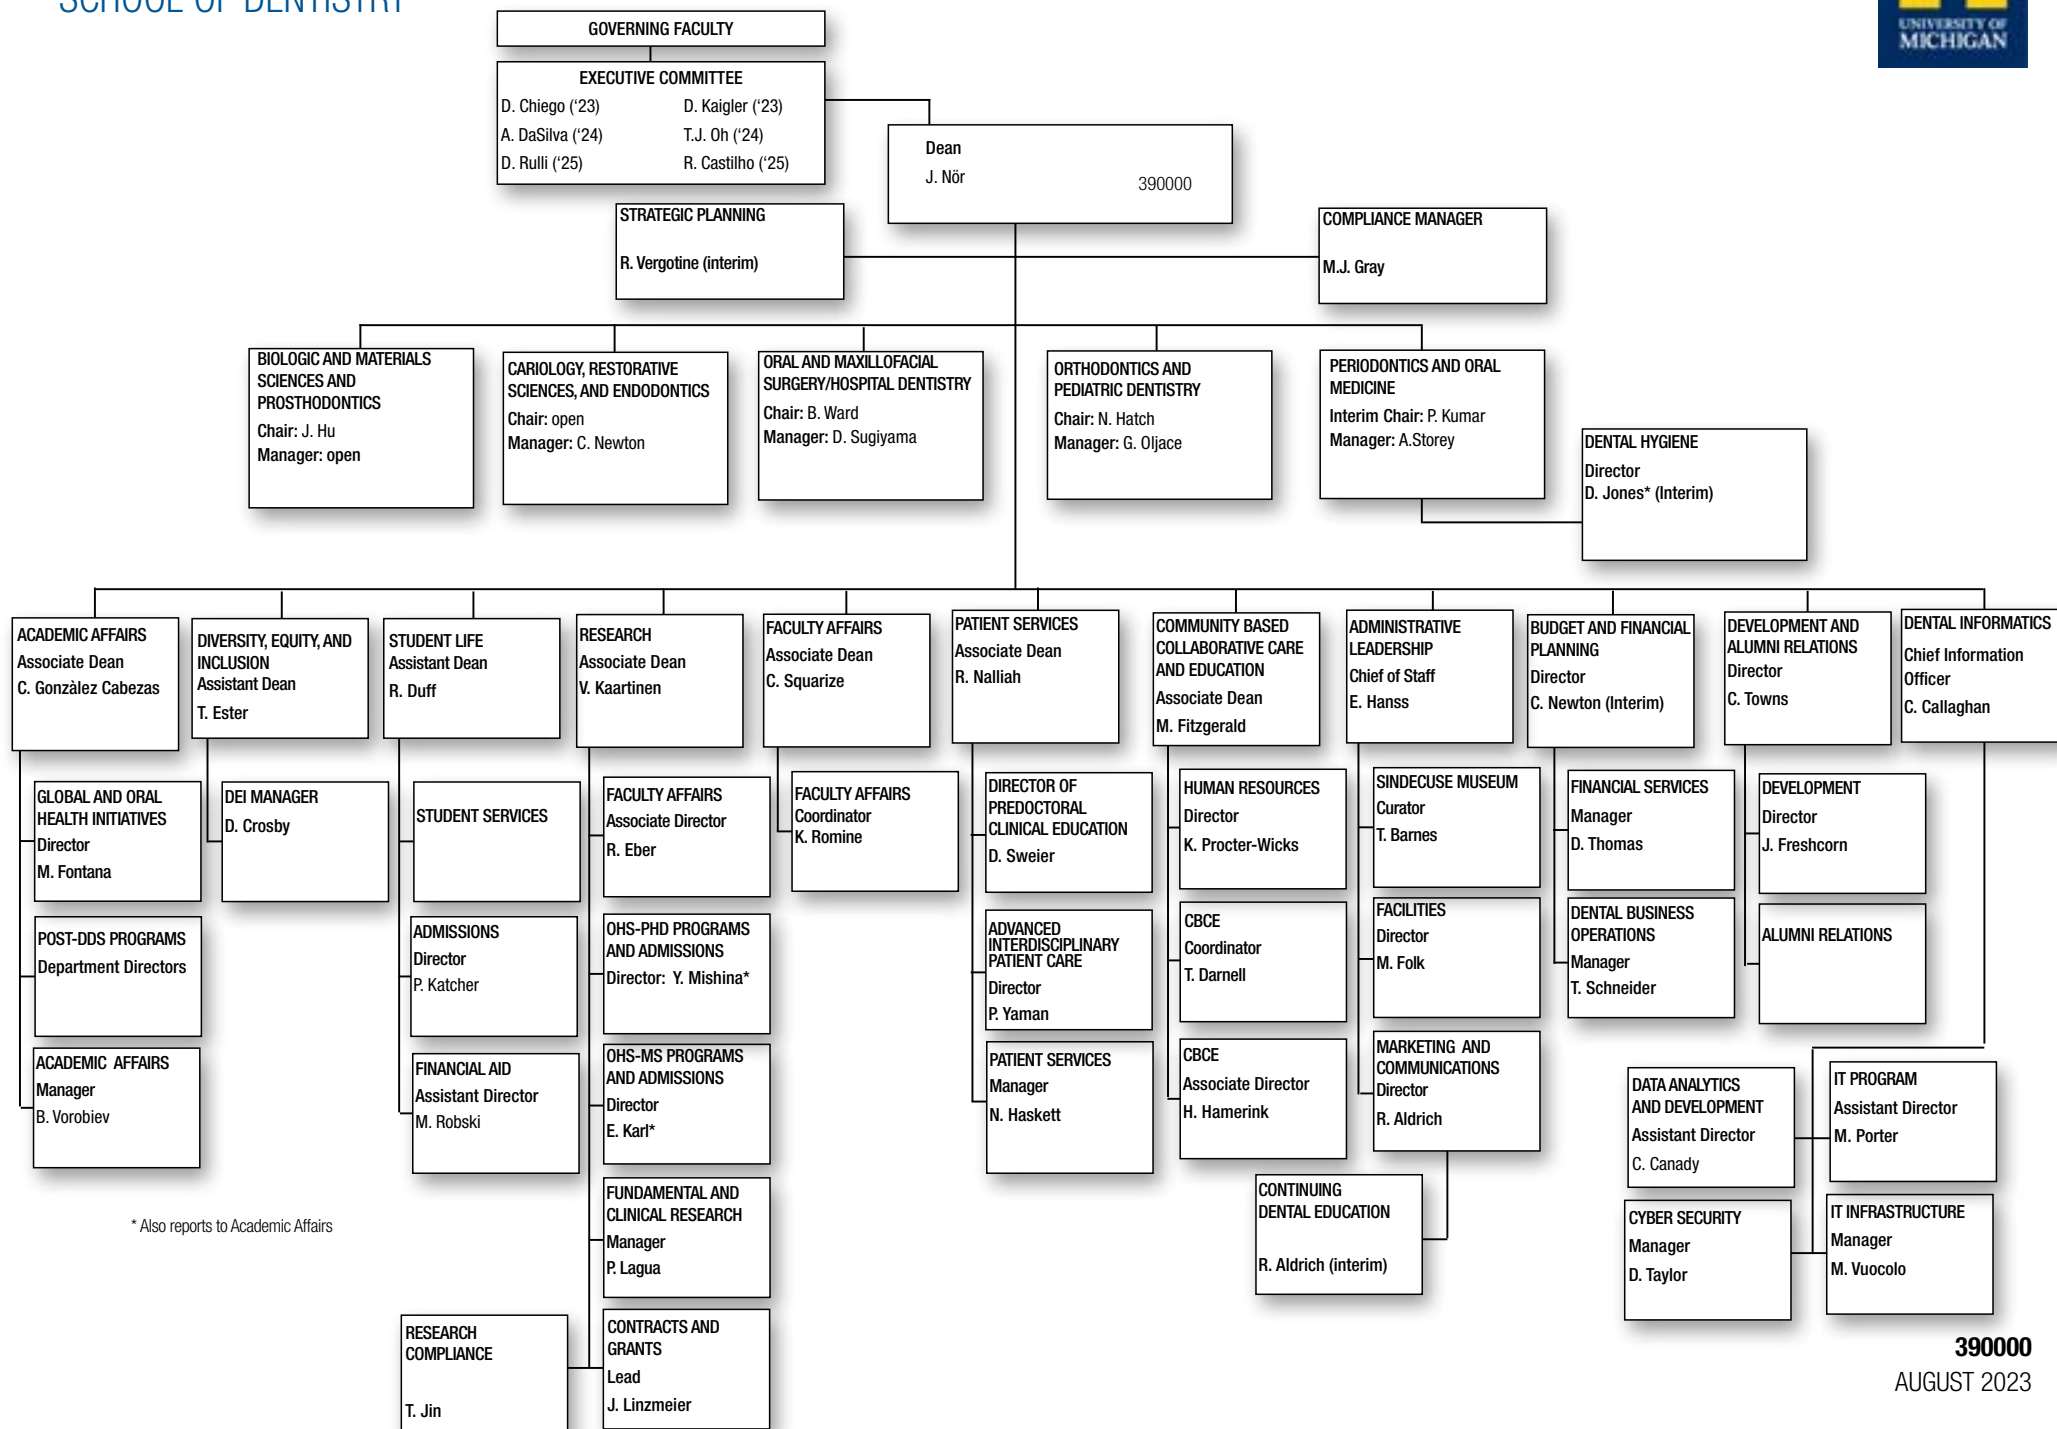 SCHOOL OF DENTISTRY
UNIVERSITY OF
MICHIGAN
GOVERNING FACULTY
EXECUTIVE COMMITTEE
D. Chiego (‘23) D. Kaigler (‘23)
A. DaSilva (‘24) T.J. Oh (‘24)
D. Rulli (‘25) R. Castilho (‘25)
Dean
J. Nör
390000
STRATEGIC PLANNING
R. Vergotine (interim)
COMPLIANCE MANAGER
M.J. Gray
BIOLOGIC AND MATERIALS
SCIENCES AND
PROSTHODONTICS
Chair: J. Hu
Manager: open
CARIOLOGY, RESTORATIVE
SCIENCES, AND ENDODONTICS
Chair: open
Manager: C. Newton
ORAL AND MAXILLOFACIAL
SURGERY/HOSPITAL DENTISTRY
Chair: B. Ward
Manager: D. Sugiyama
ORTHODONTICS AND
PEDIATRIC DENTISTRY
Chair: N. Hatch
Manager: G. Oljace
PERIODONTICS AND ORAL
MEDICINE
Interim Chair: P. Kumar
Manager: A.Storey
DENTAL HYGIENE
Director
D. Jones* (Interim)
ACADEMIC AFFAIRS
Associate Dean
C. Gonzàlez Cabezas
DIVERSITY, EQUITY, AND
INCLUSION
Assistant Dean
T. Ester
STUDENT LIFE
Assistant Dean
R. Duff
RESEARCH
Associate Dean
V. Kaartinen
FACULTY AFFAIRS
Associate Dean
C. Squarize
PATIENT SERVICES
Associate Dean
R. Nalliah
COMMUNITY BASED
COLLABORATIVE CARE
AND EDUCATION
Associate Dean
M. Fitzgerald
ADMINISTRATIVE
LEADERSHIP
Chief of Staff
E. Hanss
BUDGET AND FINANCIAL
PLANNING
Director
C. Newton (Interim)
DEVELOPMENT AND
ALUMNI RELATIONS
Director
C. Towns
DENTAL INFORMATICS
Chief Information
Officer
C. Callaghan
GLOBAL AND ORAL
HEALTH INITIATIVES
Director
M. Fontana
POST-DDS PROGRAMS
Department Directors
ACADEMIC AFFAIRS
Manager
B. Vorobiev
DEI MANAGER
D. Crosby
STUDENT SERVICES
ADMISSIONS
Director
P. Katcher
FINANCIAL AID
Assistant Director
M. Robski
FACULTY AFFAIRS
Associate Director
R. Eber
OHS-PHD PROGRAMS
AND ADMISSIONS
Director: Y. Mishina*
OHS-MS PROGRAMS
AND ADMISSIONS
Director
E. Karl*
FUNDAMENTAL AND
CLINICAL RESEARCH
Manager
P. Lagua
CONTRACTS AND
GRANTS
Lead
J. Linzmeier
RESEARCH
COMPLIANCE
T. Jin
FACULTY AFFAIRS
Coordinator
K. Romine
DIRECTOR OF
PREDOCTORAL
CLINICAL EDUCATION
D. Sweier
ADVANCED
INTERDISCIPLINARY
PATIENT CARE
Director
P. Yaman
PATIENT SERVICES
Manager
N. Haskett
HUMAN RESOURCES
Director
K. Procter-Wicks
CBCE
Coordinator
T. Darnell
CBCE
Associate Director
H. Hamerink
SINDECUSE MUSEUM
Curator
T. Barnes
FACILITIES
Director
M. Folk
MARKETING AND
COMMUNICATIONS
Director
R. Aldrich
CONTINUING
DENTAL EDUCATION
R. Aldrich (interim)
FINANCIAL SERVICES
Manager
D. Thomas
DENTAL BUSINESS
OPERATIONS
Manager
T. Schneider
DEVELOPMENT
Director
J. Freshcorn
ALUMNI RELATIONS
DATA ANALYTICS
AND DEVELOPMENT
Assistant Director
C. Canady
IT PROGRAM
Assistant Director
M. Porter
CYBER SECURITY
Manager
D. Taylor
IT INFRASTRUCTURE
Manager
M. Vuocolo
* Also reports to Academic Affairs
390000
AUGUST 2023